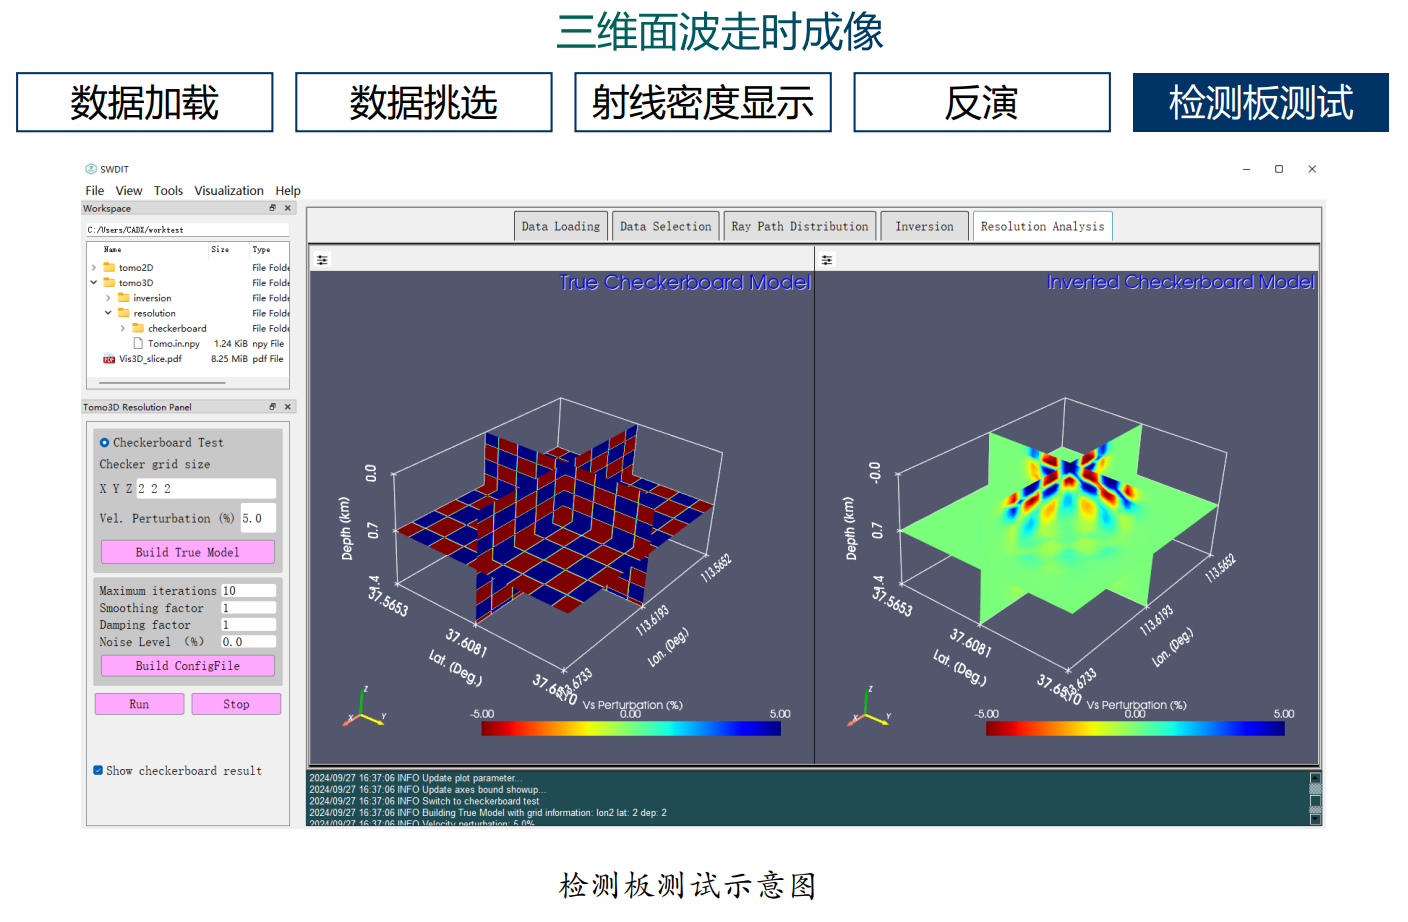 三维面波走时成像
数据加载
数据挑选
射线密度显示
反演
检测板测试
SWDIT
File View Tools Visualization Help
Workspace
C:/Users/CADX/worktest
Name Size Type
tomo2D File Folde
tomo3D File Folde
inversion File Folde
resolution File Folde
checkerboard File Folde
Tomo.in.npy 1.24 KiB npy File
Vis3D_slice.pdf 8.25 MiB pdf File
Tomo3D Resolution Panel
Checkerboard Test
Checker grid size
X Y Z 2 2 2
Vel. Perturbation (%) 5.0
Build True Model
Maximum iterations 10
Smoothing factor 1
Damping factor 1
Noise Level (%) 0.0
Build ConfigFile
Run Stop
Show checkerboard result
Data Loading Data Selection Ray Path Distribution Inversion Resolution Analysis
True Checkerboard Model
0.0
0.7
Depth (km)
37.5653
37.6081
Lat. (Deg.)
113.5652
113.6193
Lon. (Deg.)
Z
X
Y
Vs Perturbation (%)
-5.00 0.00 5.00
Inverted Checkerboard Model
-0.0
0.7
Depth (km)
37.5653
37.6081
Lat. (Deg.)
113.5652
113.6193
Lon. (Deg.)
Z
X
Y
Vs Perturbation (%)
-5.00 0.00 5.00
2024/09/27 16:37:06 INFO Update plot parameter...
2024/09/27 16:37:06 INFO Update axes bound showup...
2024/09/27 16:37:06 INFO Switch to checkerboard test
2024/09/27 16:37:06 INFO Building True Model with grid information: lon2 lat: 2 dep: 2
2024/09/27 16:37:06 INFO Velocity perturbation: 5.0%
检测板测试示意图